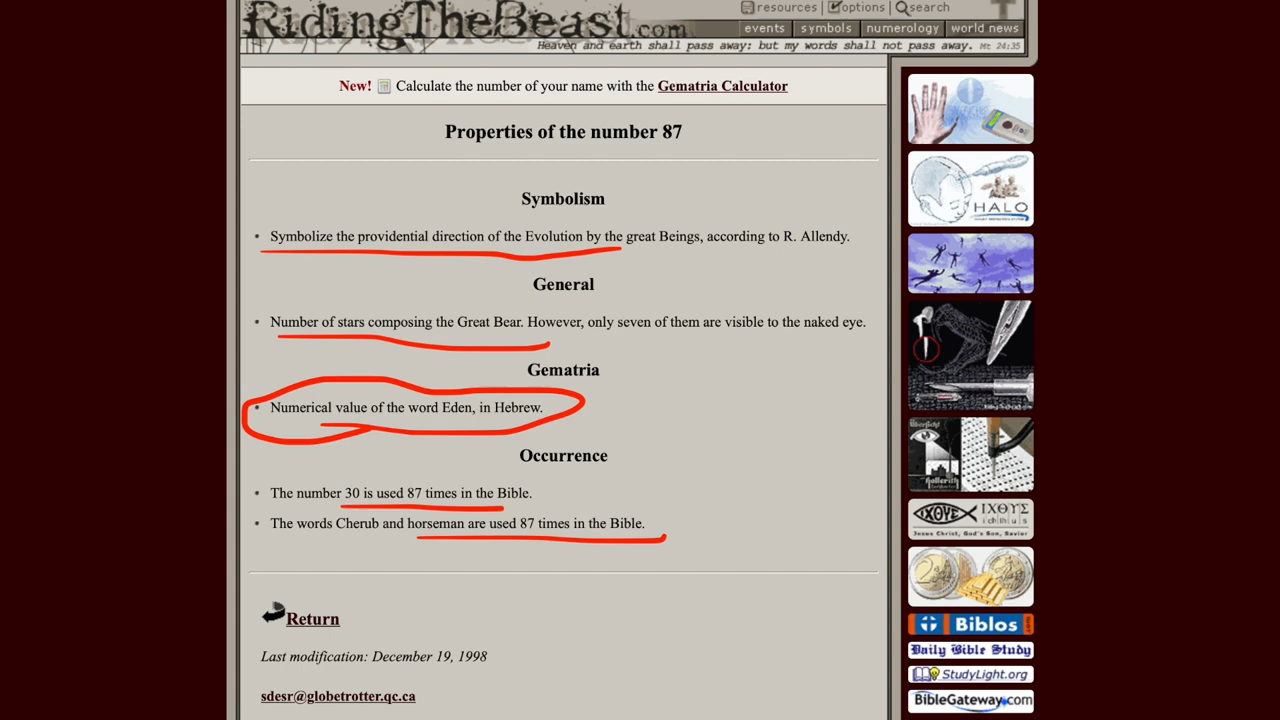 RidingTheBeast.com
resources | options | search
events symbols numerology world news
Heaven and earth shall pass away: but my words shall not pass away. Mt 24:35
New! Calculate the number of your name with the Gematria Calculator
Properties of the number 87
Symbolism
• Symbolize the providential direction of the Evolution by the great Beings, according to R. Allendy.
General
• Number of stars composing the Great Bear. However, only seven of them are visible to the naked eye.
Gematria
• Numerical value of the word Eden, in Hebrew.
Occurrence
• The number 30 is used 87 times in the Bible.
• The words Cherub and horseman are used 87 times in the Bible.
Return
Last modification: December 19, 1998
sdesr@globetrotter.qc.ca
HALO
Hollerith
ΙΧΘΥΣ ΙΧΘΥΣ
ichthus
Jesus Christ, God's Son, Savior
Biblos.com
Daily Bible Study
StudyLight.org
BibleGateway.com